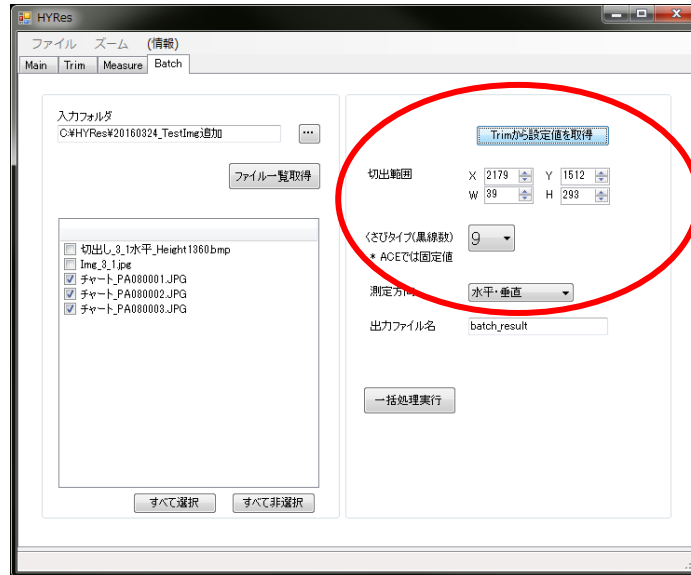 HYRes
ファイル ズーム (情報)
Main Trim Measure Batch
入力フォルダ
C:¥HYRes¥20160324_TestImg追加
...
ファイル一覧取得
切出し_3_1水平_Height1360.bmp
Img_3_1.jpg
チャート_PA080001.JPG
チャート_PA080002.JPG
チャート_PA080003.JPG
すべて選択 すべて非選択
Trimから設定値を取得
切出範囲 X 2179 Y 1512
W 39 H 293
くさびタイプ(黒線数) 9
* ACEでは固定値
測定方向 水平・垂直
出力ファイル名 batch_result
一括処理実行